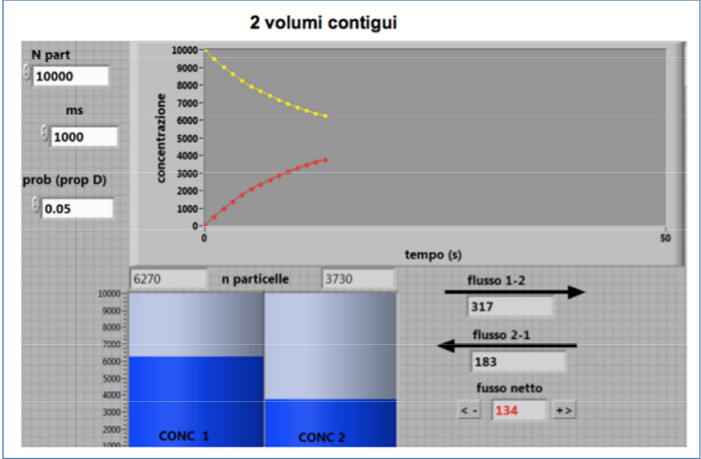 2 volumi contigui
N part
10000
ms
1000
prob (prop D)
0.05
concentrazione
10000
9000
8000
7000
6000
5000
4000
3000
2000
1000
0
0
50
tempo (s)
6270
n particelle
3730
10000
9000
8000
7000
6000
5000
4000
3000
2000
1000
CONC 1
CONC 2
flusso 1-2
317
flusso 2-1
183
fusso netto
< -
134
+ >